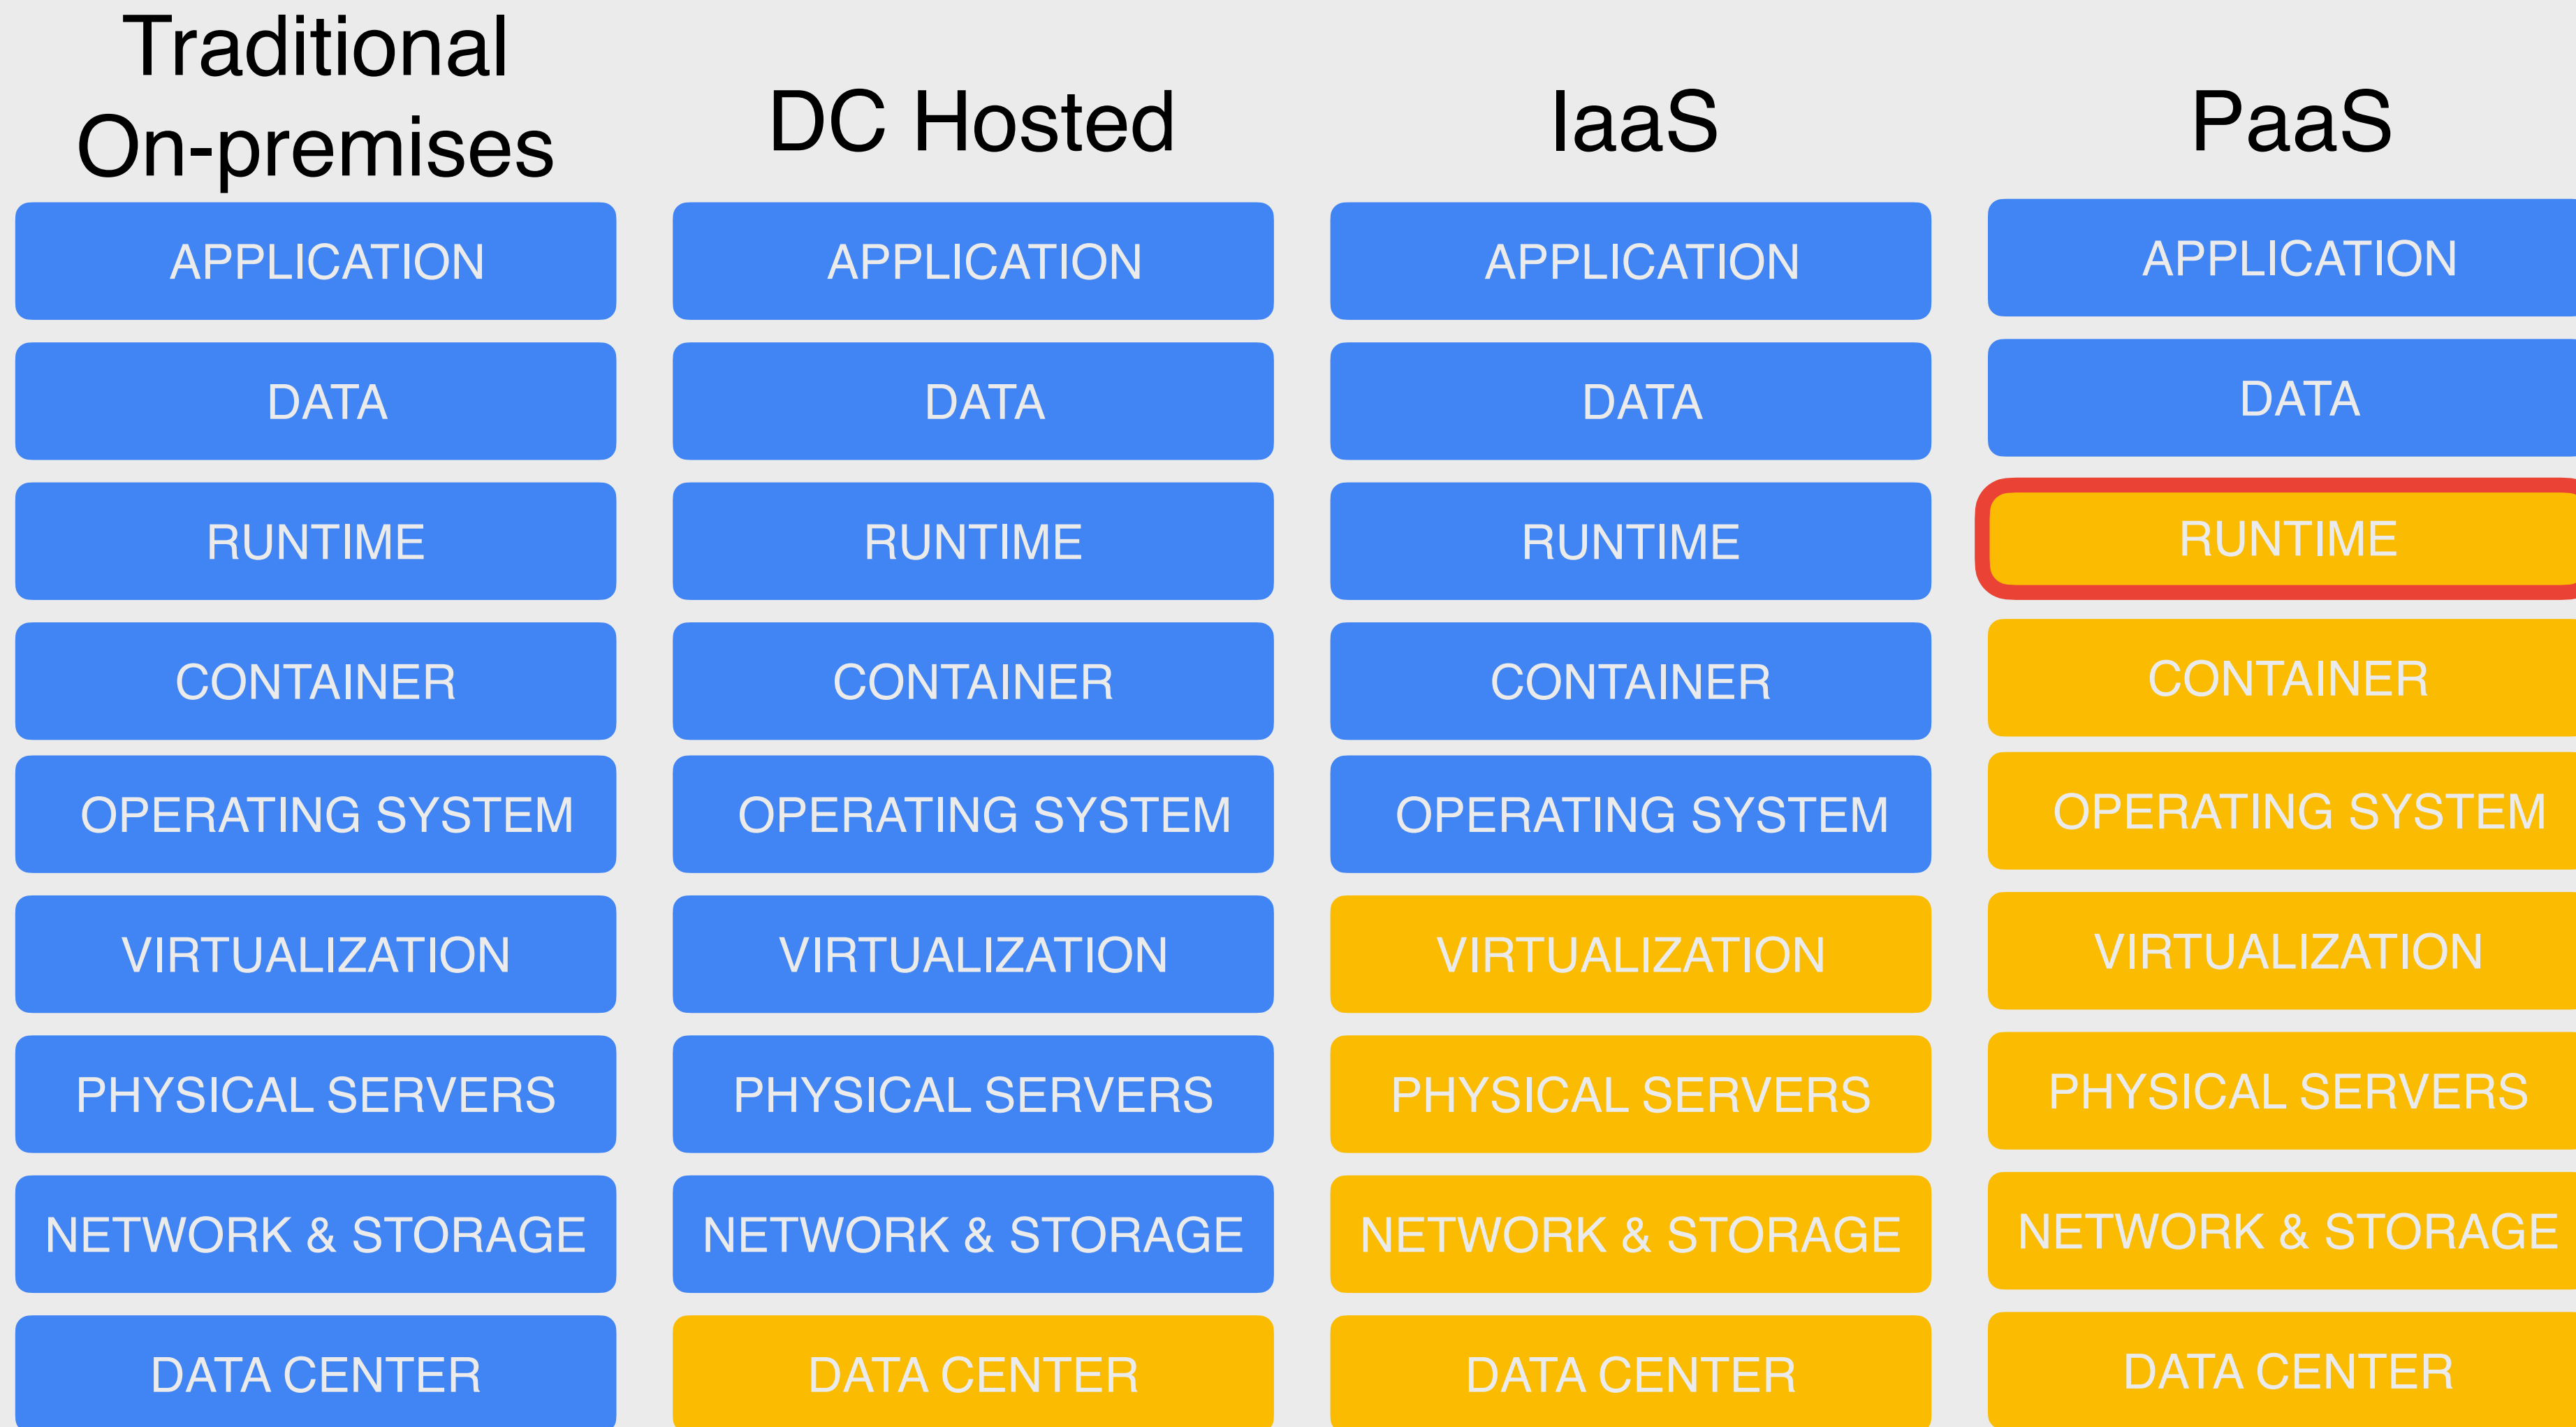 Traditional
On-premises
DC Hosted
IaaS
PaaS
APPLICATION
APPLICATION
APPLICATION
APPLICATION
DATA
DATA
DATA
DATA
RUNTIME
RUNTIME
RUNTIME
RUNTIME
CONTAINER
CONTAINER
CONTAINER
CONTAINER
OPERATING SYSTEM
OPERATING SYSTEM
OPERATING SYSTEM
OPERATING SYSTEM
VIRTUALIZATION
VIRTUALIZATION
VIRTUALIZATION
VIRTUALIZATION
PHYSICAL SERVERS
PHYSICAL SERVERS
PHYSICAL SERVERS
PHYSICAL SERVERS
NETWORK & STORAGE
NETWORK & STORAGE
NETWORK & STORAGE
NETWORK & STORAGE
DATA CENTER
DATA CENTER
DATA CENTER
DATA CENTER